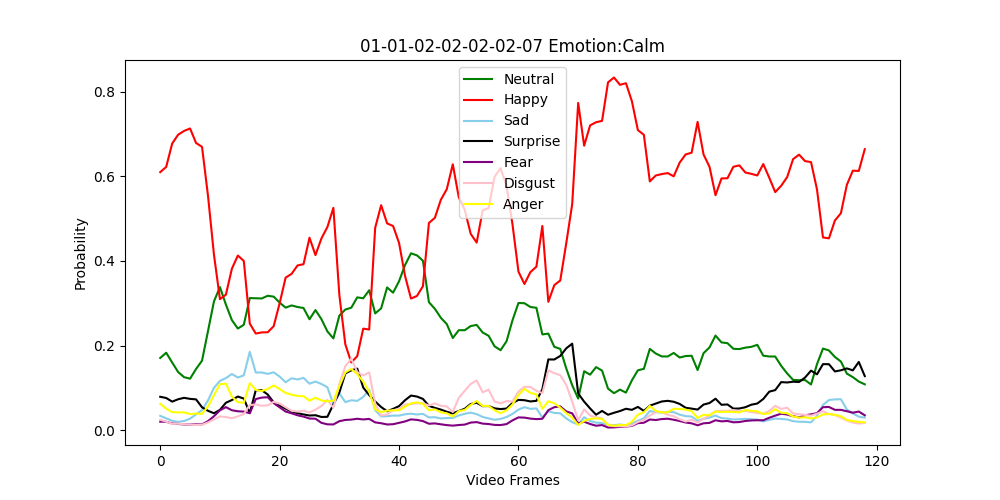 01-01-02-02-02-02-07 Emotion:Calm
Neutral
Happy
Sad
Surprise
Fear
Disgust
Anger
Probability
0.8
0.6
0.4
0.2
0.0
0 20 40 60 80 100 120
Video Frames